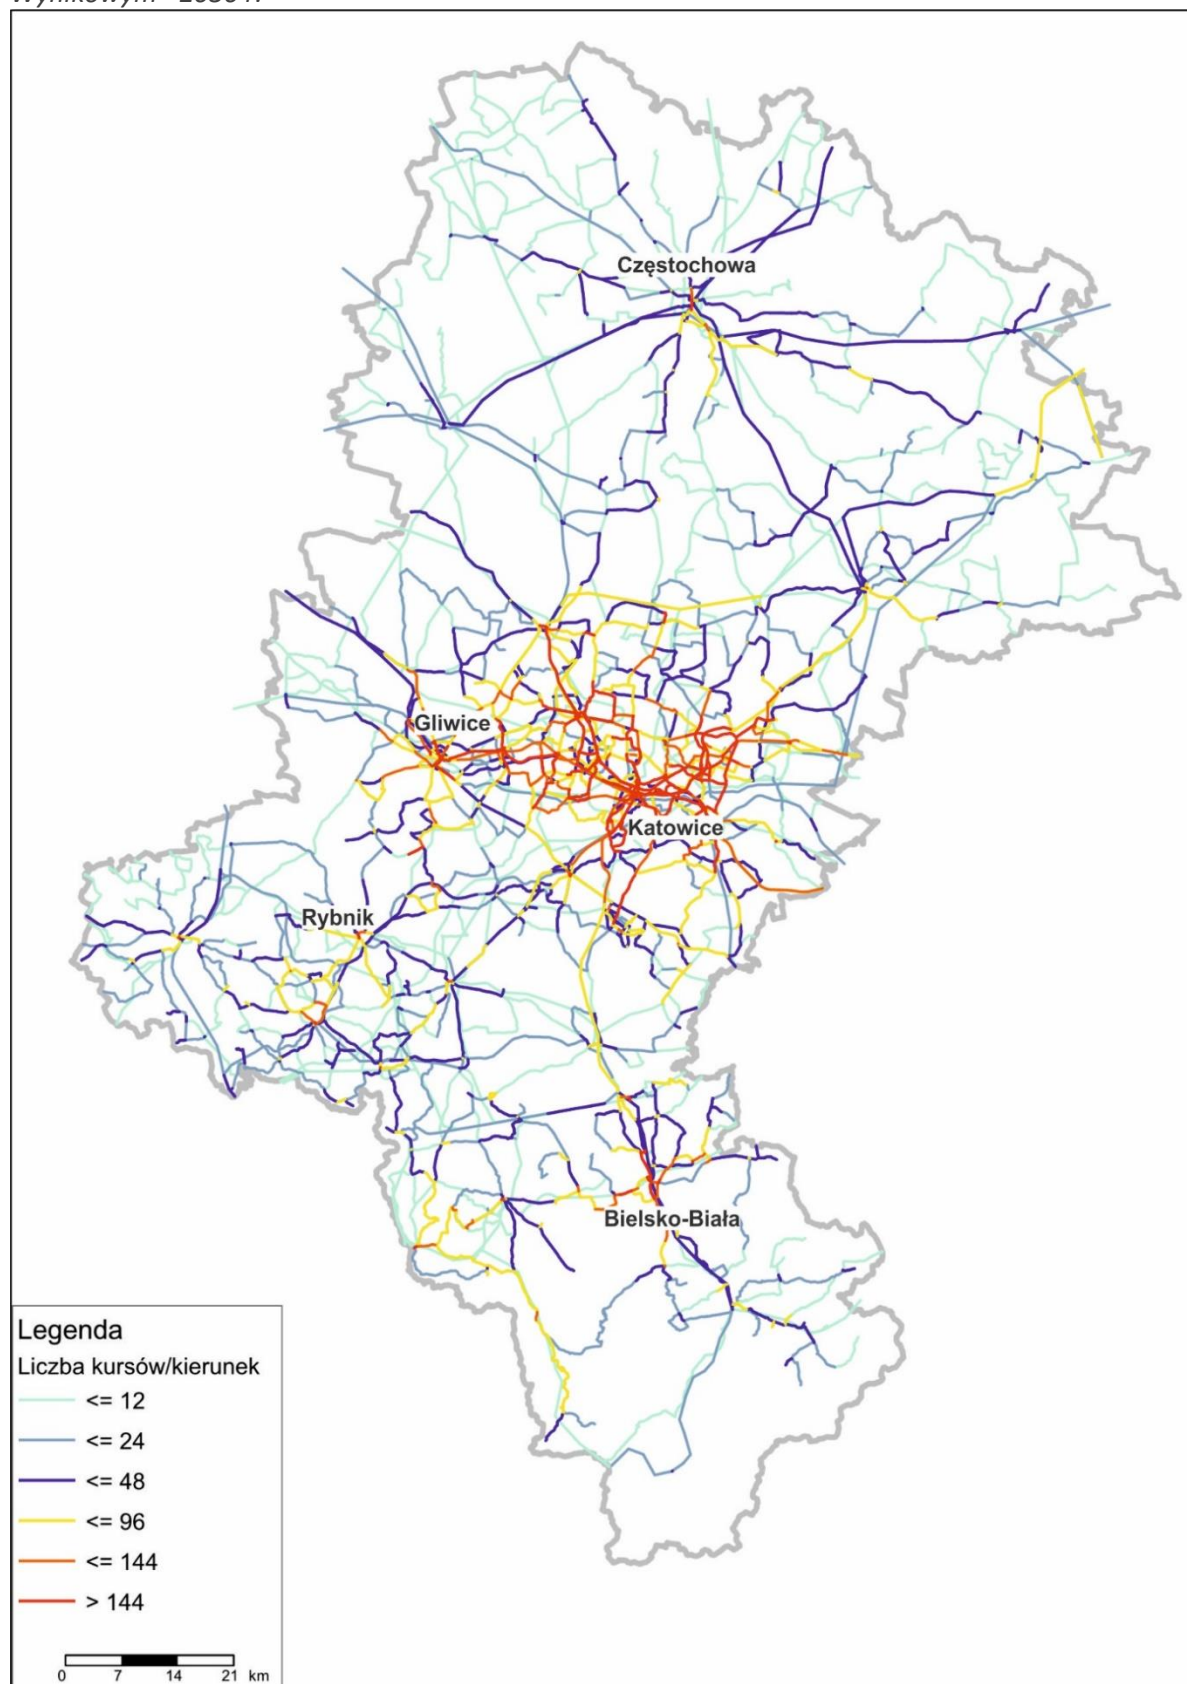 Częstochowa
Gliwice
Katowice
Rybnik
Bielsko-Biała
Legenda
Liczba kursów/kierunek
<= 12
<= 24
<= 48
<= 96
<= 144
> 144
0 7 14 21 km